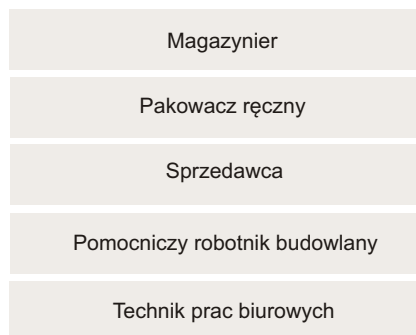 Magazynier
Pakowacz ręczny
Sprzedawca
Pomocniczy robotnik budowlany
Technik prac biurowych